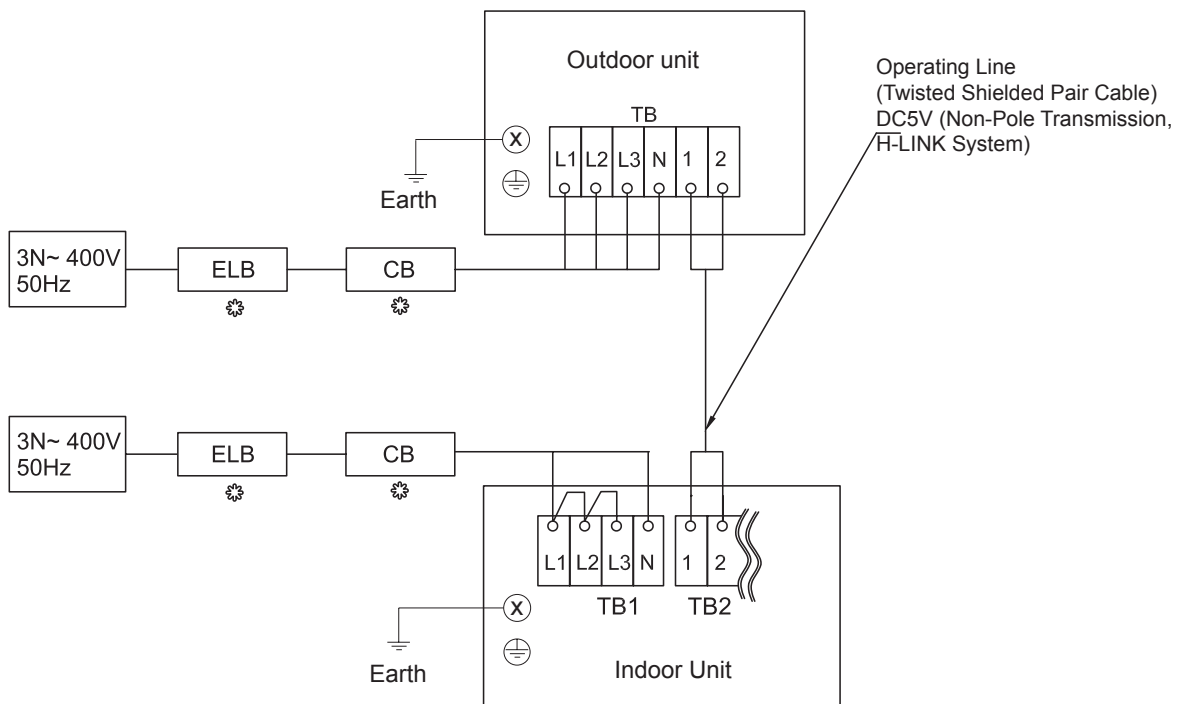 Outdoor unit
TB
L1 L2 L3 N 1 2
X
Earth
Operating Line
(Twisted Shielded Pair Cable)
DC5V (Non-Pole Transmission,
H-LINK System)
3N~ 400V
50Hz
ELB
CB
3N~ 400V
50Hz
ELB
CB
L1 L2 L3 N 1 2
TB1 TB2
X
Earth
Indoor Unit